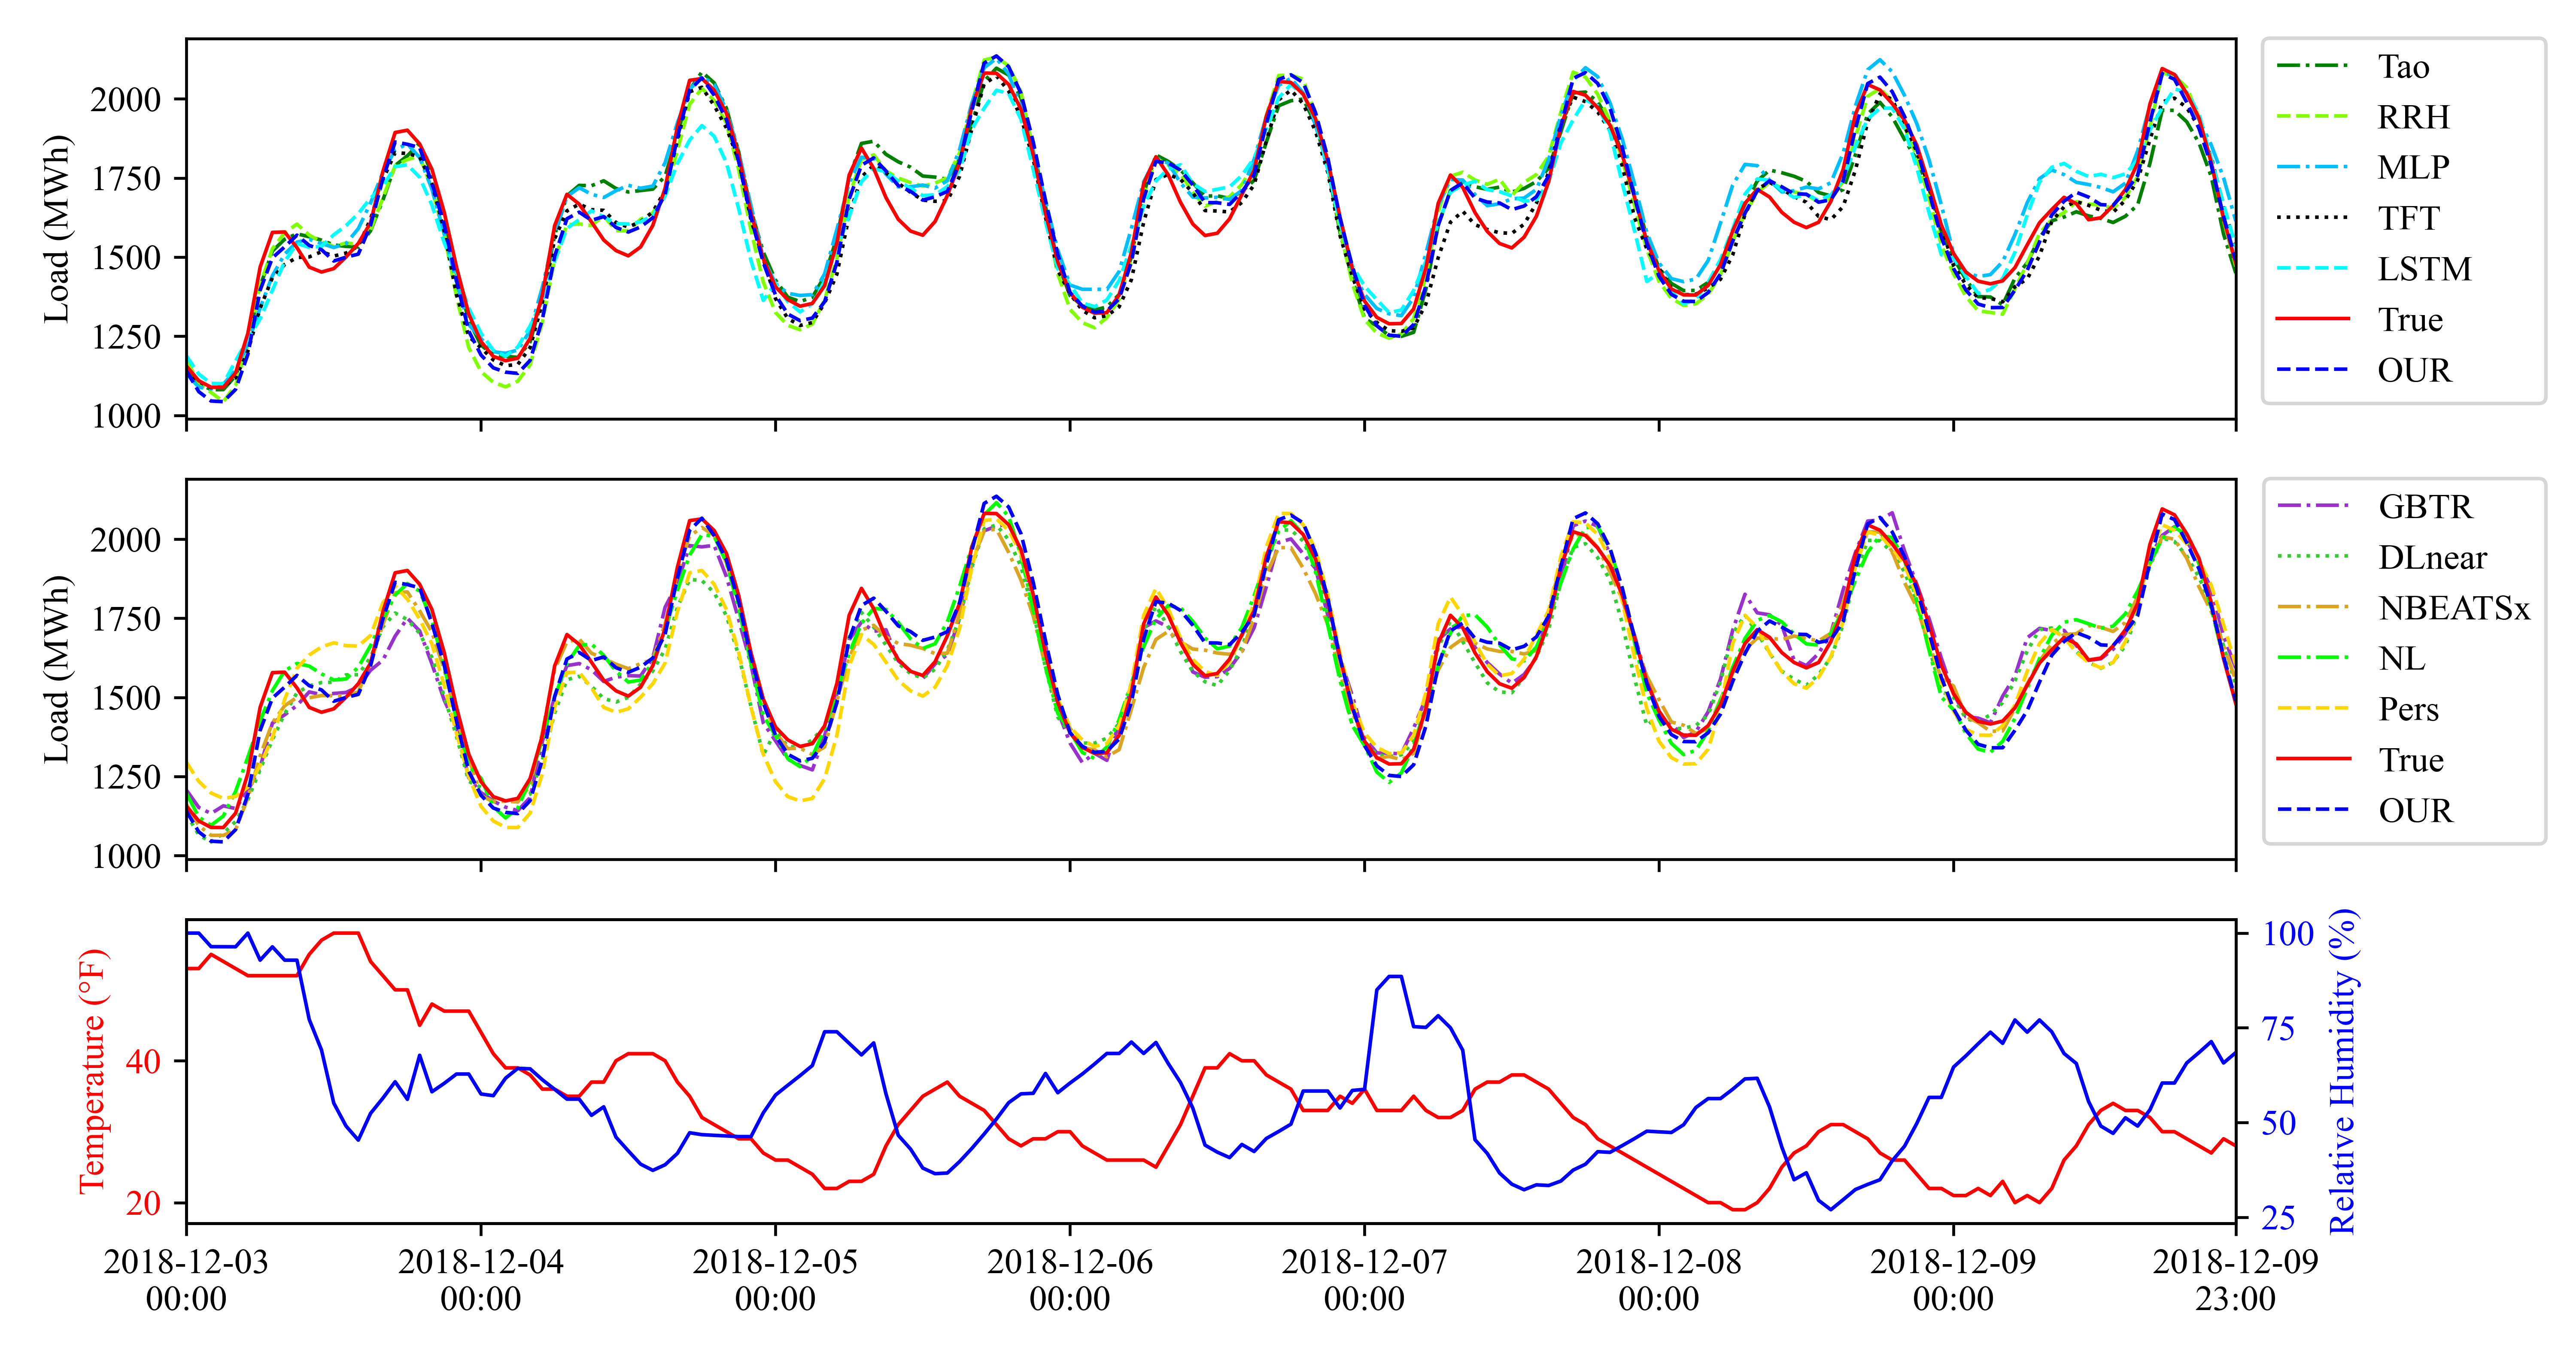 Load (MWh)
2000
1750
1500
1250
1000
Tao
RRH
MLP
TFT
LSTM
True
OUR
Load (MWh)
2000
1750
1500
1250
1000
GBTR
DLnear
NBEATSx
NL
Pers
True
OUR
Temperature (°F)
40
20
100
75
50
25
Relative Humidity (%)
2018-12-03 2018-12-04 2018-12-05 2018-12-06 2018-12-07 2018-12-08 2018-12-09 2018-12-09
00:00 00:00 00:00 00:00 00:00 00:00 00:00 23:00